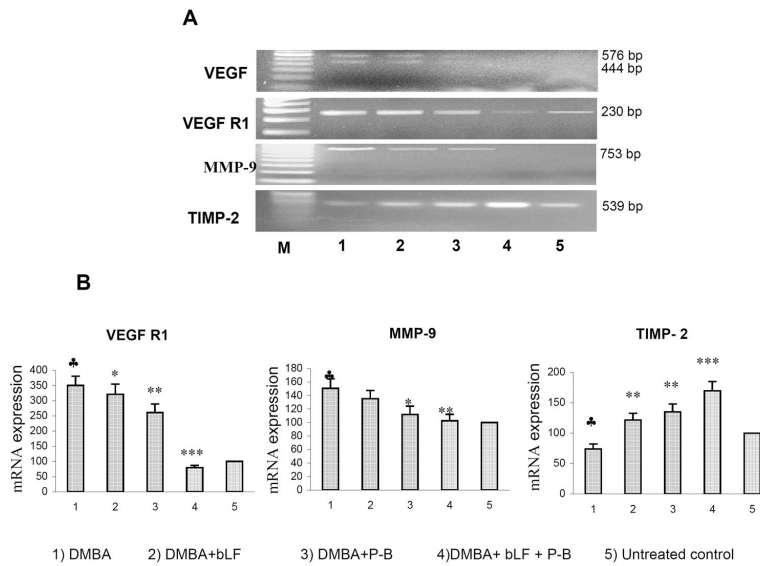 A
VEGF
576 bp
444 bp
VEGF R1
230 bp
MMP-9
753 bp
TIMP-2
539 bp
M 1 2 3 4 5
B
VEGF R1
mRNA expression
400
350
300
250
200
150
100
50
0
♣ * ** ***
1 2 3 4 5
MMP-9
mRNA expression
180
160
140
120
100
80
60
40
20
0
♣ * **
1 2 3 4 5
TIMP- 2
mRNA expression
200
150
100
50
0
♣ ** ** ***
1 2 3 4 5
1) DMBA 2) DMBA+bLF 3) DMBA+P-B 4)DMBA+ bLF + P-B 5) Untreated control